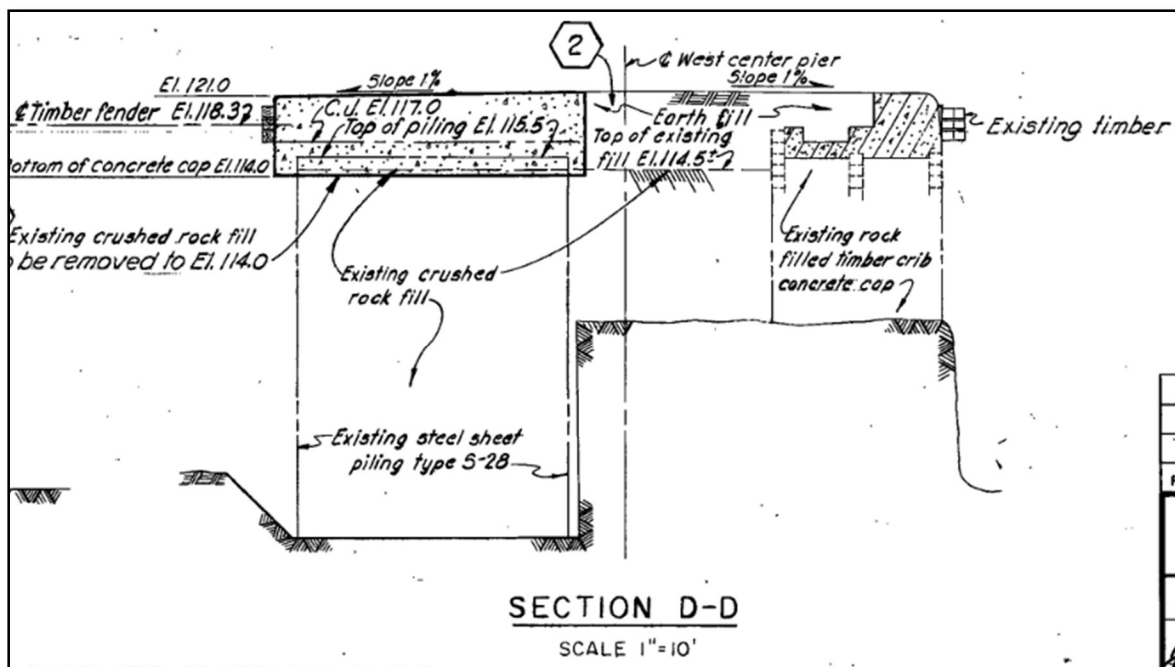 2
℄ West center pier
Slope 1%
Slope 1%
El. 121.0
℄ Timber fender El. 118.3
C.J. El. 117.0
Top of piling El. 115.5
Earth fill
Top of existing
fill El. 114.5±
Existing timber
ottom of concrete cap El. 114.0
Existing crushed rock fill
be removed to El. 114.0
Existing crushed
rock fill
Existing rock
filled timber crib
concrete cap
Existing steel sheet
piling type S-28
SECTION D-D
SCALE 1"=10'